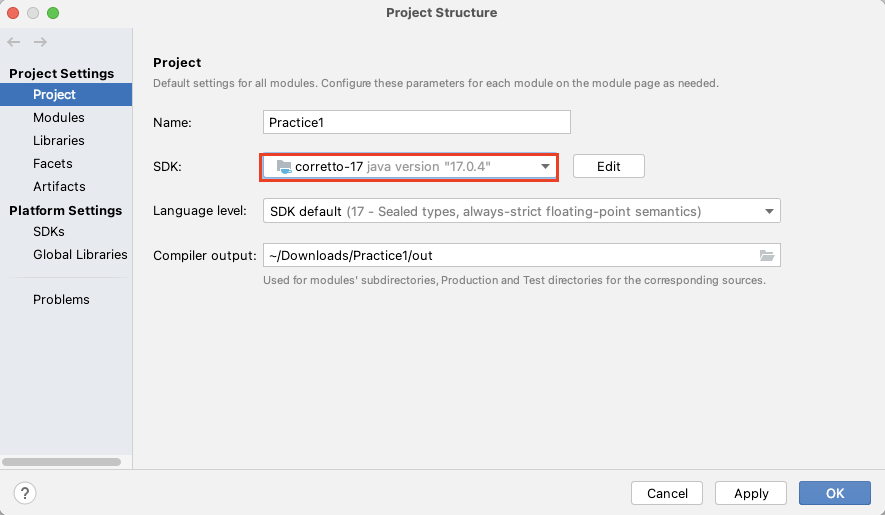 Project Structure
Project Settings
Project
Modules
Libraries
Facets
Artifacts
Platform Settings
SDKs
Global Libraries
Problems
Project
Default settings for all modules. Configure these parameters for each module on the module page as needed.
Name: Practice1
SDK: corretto-17 java version "17.0.4" Edit
Language level: SDK default (17 - Sealed types, always-strict floating-point semantics)
Compiler output: ~/Downloads/Practice1/out
Used for modules' subdirectories, Production and Test directories for the corresponding sources.
? Cancel Apply OK